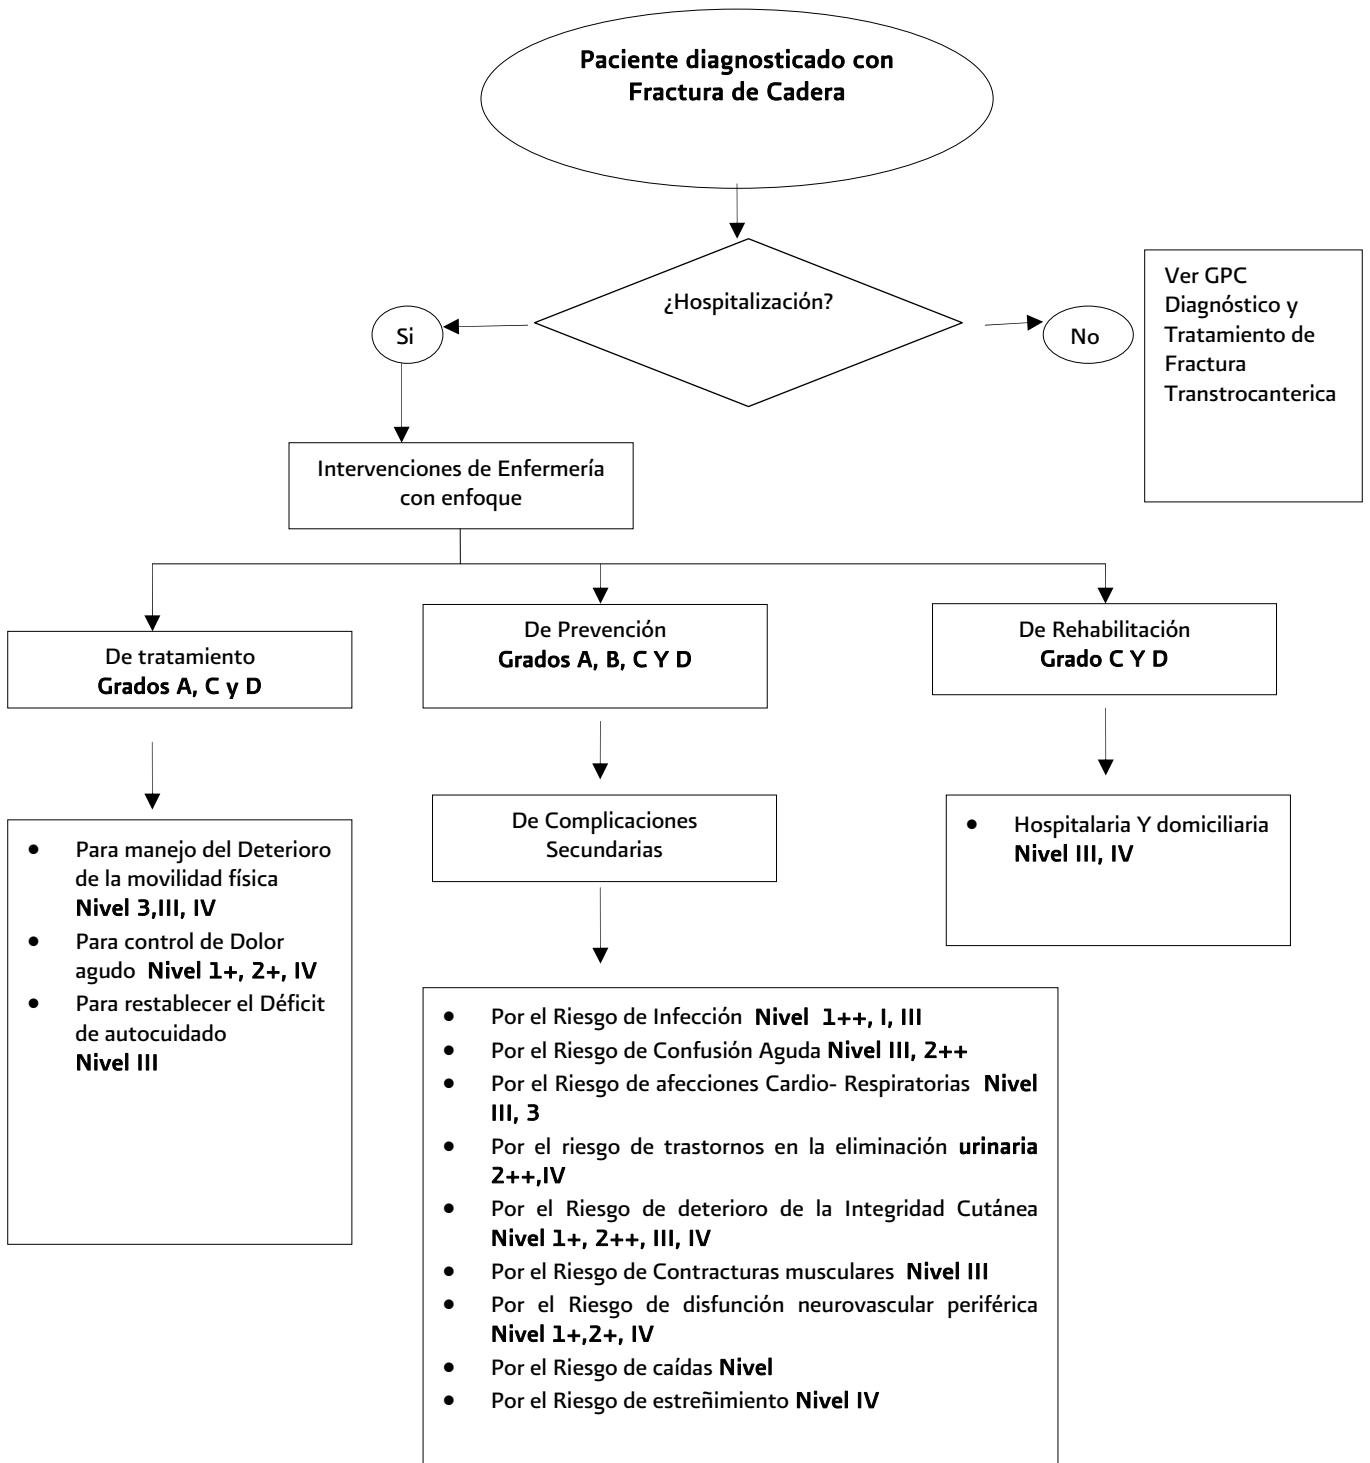 Paciente diagnosticado con
Fractura de Cadera
¿Hospitalización?
Si
No
Ver GPC
Diagnóstico y
Tratamiento de
Fractura
Transtrocanterica
Intervenciones de Enfermería
con enfoque
De tratamiento
Grados A, C y D
De Prevención
Grados A, B, C Y D
De Rehabilitación
Grado C Y D
• Para manejo del Deterioro
de la movilidad física
Nivel 3,III, IV
• Para control de Dolor
agudo Nivel 1+, 2+, IV
• Para restablecer el Déficit
de autocuidado
Nivel III
De Complicaciones
Secundarias
• Hospitalaria Y domiciliaria
Nivel III, IV
• Por el Riesgo de Infección Nivel 1++, I, III
• Por el Riesgo de Confusión Aguda Nivel III, 2++
• Por el Riesgo de afecciones Cardio- Respiratorias Nivel
III, 3
• Por el riesgo de trastornos en la eliminación urinaria
2++,IV
• Por el Riesgo de deterioro de la Integridad Cutánea
Nivel 1+, 2++, III, IV
• Por el Riesgo de Contracturas musculares Nivel III
• Por el Riesgo de disfunción neurovascular periférica
Nivel 1+,2+, IV
• Por el Riesgo de caídas Nivel
• Por el Riesgo de estreñimiento Nivel IV